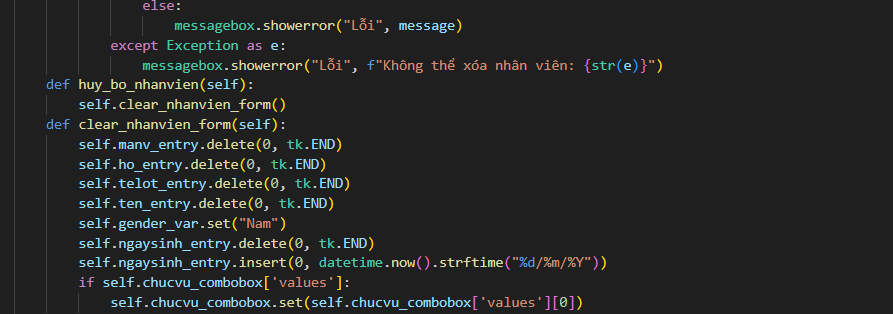 else:
messagebox.showerror("Lỗi", message)
except Exception as e:
messagebox.showerror("Lỗi", f"Không thể xóa nhân viên: {str(e)}")
def huy_bo_nhanvien(self):
self.clear_nhanvien_form()
def clear_nhanvien_form(self):
self.manv_entry.delete(0, tk.END)
self.ho_entry.delete(0, tk.END)
self.telot_entry.delete(0, tk.END)
self.ten_entry.delete(0, tk.END)
self.gender_var.set("Nam")
self.ngaysinh_entry.delete(0, tk.END)
self.ngaysinh_entry.insert(0, datetime.now().strftime("%d/%m/%Y"))
if self.chucvu_combobox['values']:
self.chucvu_combobox.set(self.chucvu_combobox['values'][0])